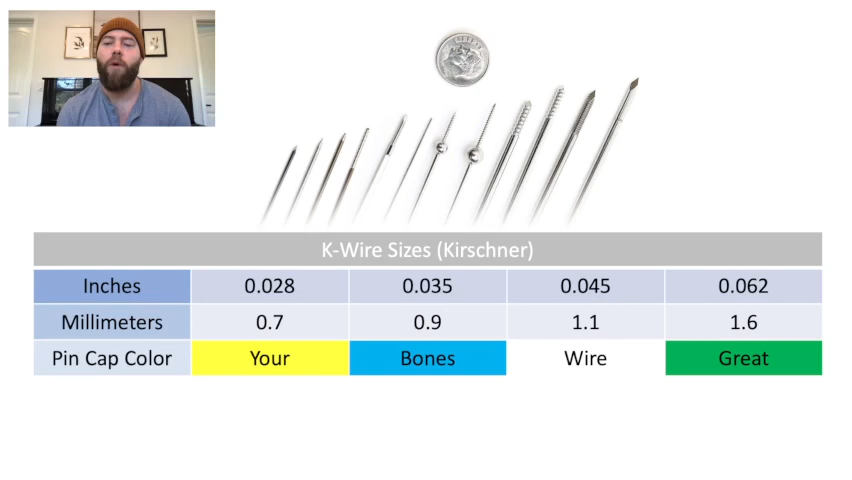 K-Wire Sizes (Kirschner)
Inches 0.028 0.035 0.045 0.062
Millimeters 0.7 0.9 1.1 1.6
Pin Cap Color Your Bones Wire Great